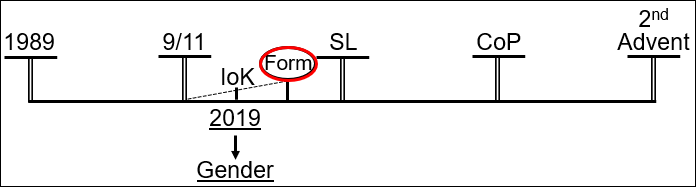 1989
9/11
IoK
Form
SL
CoP
2nd
Advent
2019
Gender